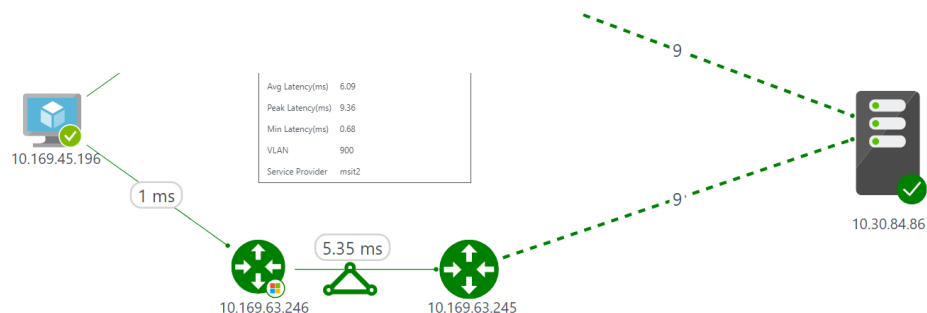 9
Avg Latency(ms) 6.09
Peak Latency(ms) 9.36
Min Latency(ms) 0.68
VLAN 900
Service Provider msit2
10.169.45.196
1 ms
9
10.30.84.86
5.35 ms
10.169.63.246
10.169.63.245